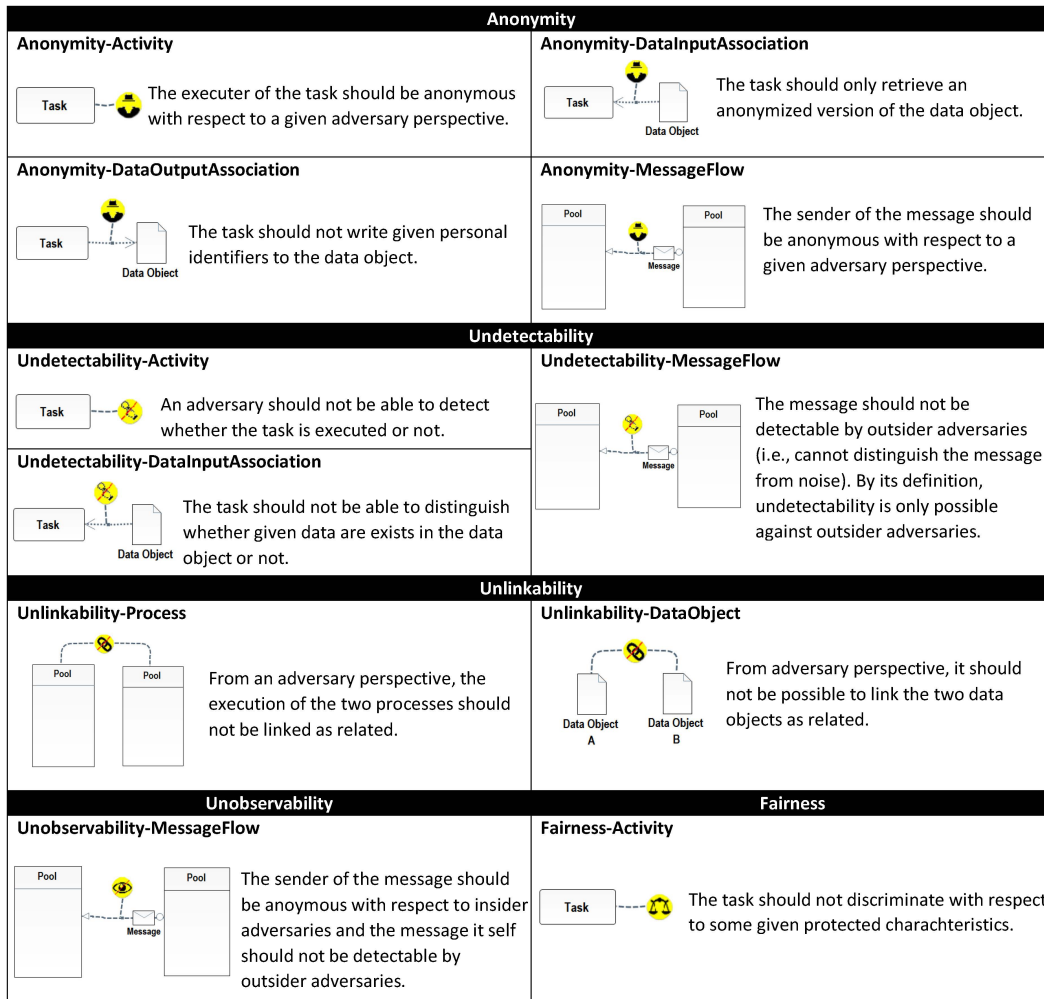 Anonymity
Anonymity-Activity
Task
The executer of the task should be anonymous
with respect to a given adversary perspective.
Anonymity-DataInputAssociation
Task
Data Object
The task should only retrieve an
anonymized version of the data object.
Anonymity-DataOutputAssociation
Task
Data Object
The task should not write given personal
identifiers to the data object.
Anonymity-MessageFlow
Pool
Message
Pool
The sender of the message should
be anonymous with respect to a
given adversary perspective.
Undetectability
Undetectability-Activity
Task
An adversary should not be able to detect
whether the task is executed or not.
Undetectability-DataInputAssociation
Task
Data Object
The task should not be able to distinguish
whether given data are exists in the data
object or not.
Undetectability-MessageFlow
Pool
Message
Pool
The message should not be
detectable by outsider adversaries
(i.e., cannot distinguish the message
from noise). By its definition,
undetectability is only possible
against outsider adversaries.
Unlinkability
Unlinkability-Process
Pool
Pool
From an adversary perspective, the
execution of the two processes should
not be linked as related.
Unlinkability-DataObject
Data Object
A
Data Object
B
From adversary perspective, it should
not be possible to link the two data
objects as related.
Unobservability
Unobservability-MessageFlow
Pool
Message
Pool
The sender of the message should
be anoymous with respect to insider
adversaries and the message it self
should not be detectable by
outsider adversaries.
Fairness
Fairness-Activity
Task
The task should not discriminate with respect
to some given protected charachteristics.